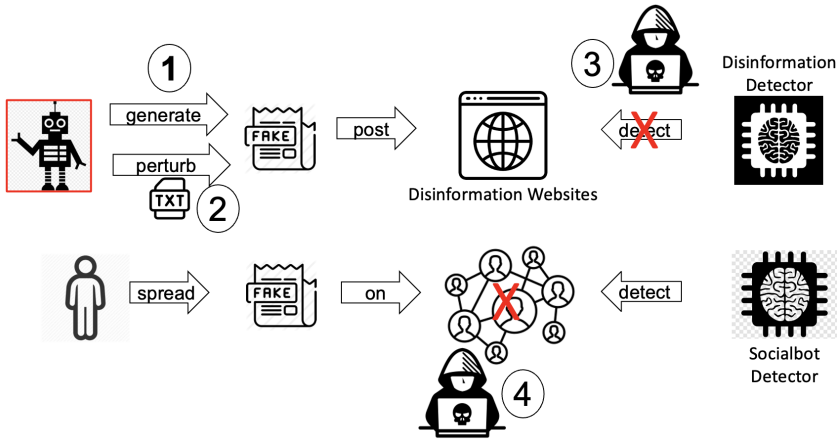 1
generate
FAKE
post
3
Disinformation
Detector
detect
perturb
TXT
2
Disinformation Websites
spread
FAKE
on
X
detect
Socialbot
Detector
4